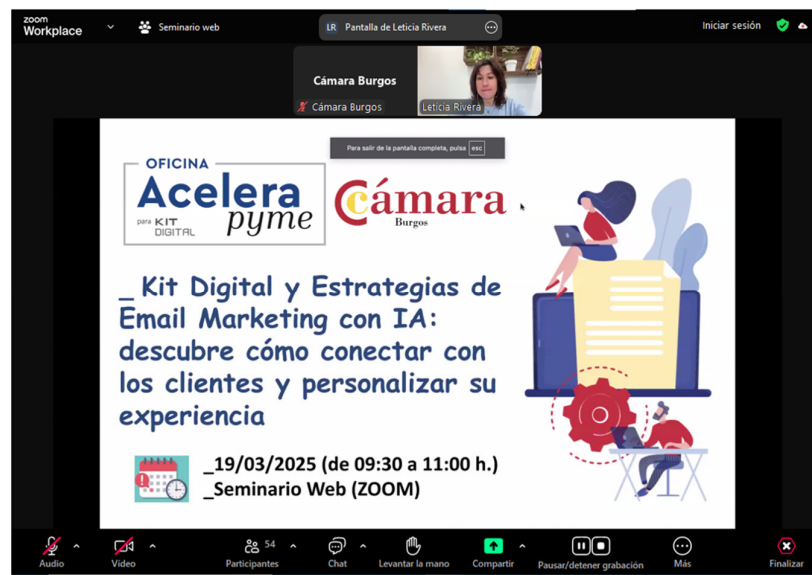 zoom
Workplace
Seminario web
LR Pantalla de Leticia Rivera
Iniciar sesión
Cámara Burgos
Cámara Burgos
Leticia Rivera
Para salir de la pantalla completa, pulsa esc
OFICINA
Acelera
pyme
para KIT
DIGITAL
Cámara
Burgos
_ Kit Digital y Estrategias de
Email Marketing con IA:
descubre cómo conectar con
los clientes y personalizar su
experiencia
_19/03/2025 (de 09:30 a 11:00 h.)
_Seminario Web (ZOOM)
Audio
Vídeo
54
Participantes
Chat
Levantar la mano
Compartir
Pausar/detener grabación
Más
Finalizar